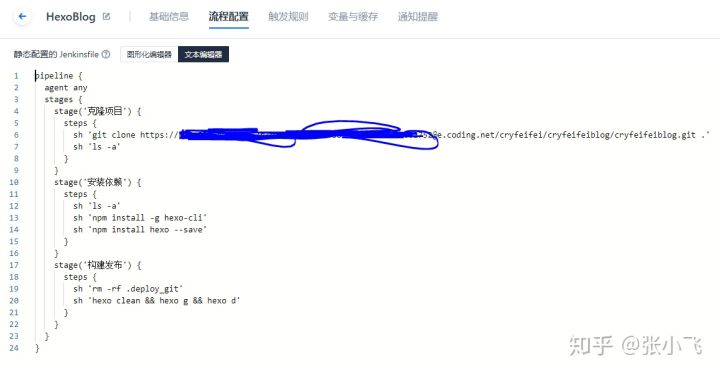 HexoBlog 基础信息 流程配置 触发规则 变量与缓存 通知提醒
静态配置的 Jenkinsfile 图形化编辑器 文本编辑器
1 pipeline {
2 agent any
3 stages {
4 stage('克隆项目') {
5 steps {
6 sh 'git clone https:// e.coding.net/cryfeifei/cryfeifeiblog/cryfeifeiblog.git .'
7 sh 'ls -a'
8 }
9 }
10 stage('安装依赖') {
11 steps {
12 sh 'ls -a'
13 sh 'npm install -g hexo-cli'
14 sh 'npm install hexo --save'
15 }
16 }
17 stage('构建发布') {
18 steps {
19 sh 'rm -rf .deploy_git'
20 sh 'hexo clean && hexo g && hexo d'
21 }
22 }
23 }
24 }
知乎 @张小飞